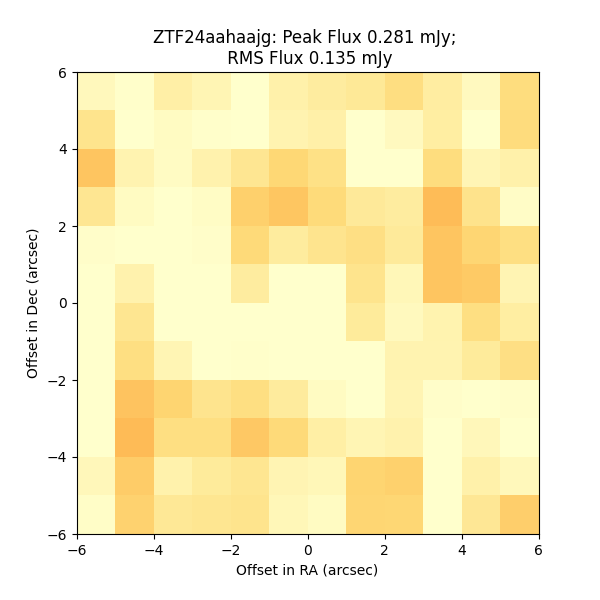 ZTF24aahaajg: Peak Flux 0.281 mJy;
RMS Flux 0.135 mJy
6
4
2
0
−2
−4
−6
Offset in Dec (arcsec)
−6 −4 −2 0 2 4 6
Offset in RA (arcsec)